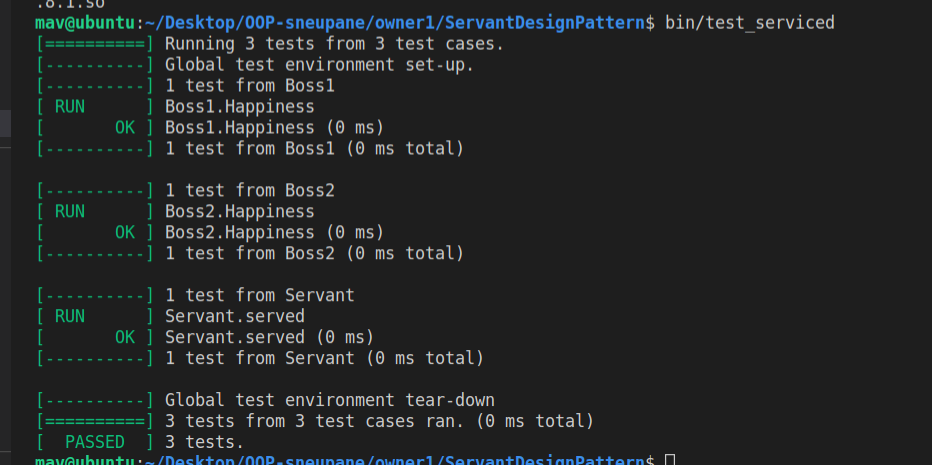 .8.1.so
mav@ubuntu:~/Desktop/OOP-sneupane/owner1/ServantDesignPattern$ bin/test_serviced
[==========] Running 3 tests from 3 test cases.
[----------] Global test environment set-up.
[----------] 1 test from Boss1
[ RUN      ] Boss1.Happiness
[       OK ] Boss1.Happiness (0 ms)
[----------] 1 test from Boss1 (0 ms total)

[----------] 1 test from Boss2
[ RUN      ] Boss2.Happiness
[       OK ] Boss2.Happiness (0 ms)
[----------] 1 test from Boss2 (0 ms total)

[----------] 1 test from Servant
[ RUN      ] Servant.served
[       OK ] Servant.served (0 ms)
[----------] 1 test from Servant (0 ms total)

[----------] Global test environment tear-down
[==========] 3 tests from 3 test cases ran. (0 ms total)
[  PASSED  ] 3 tests.
mav@ubuntu:~/Desktop/OOP-sneupane/owner1/ServantDesignPattern$